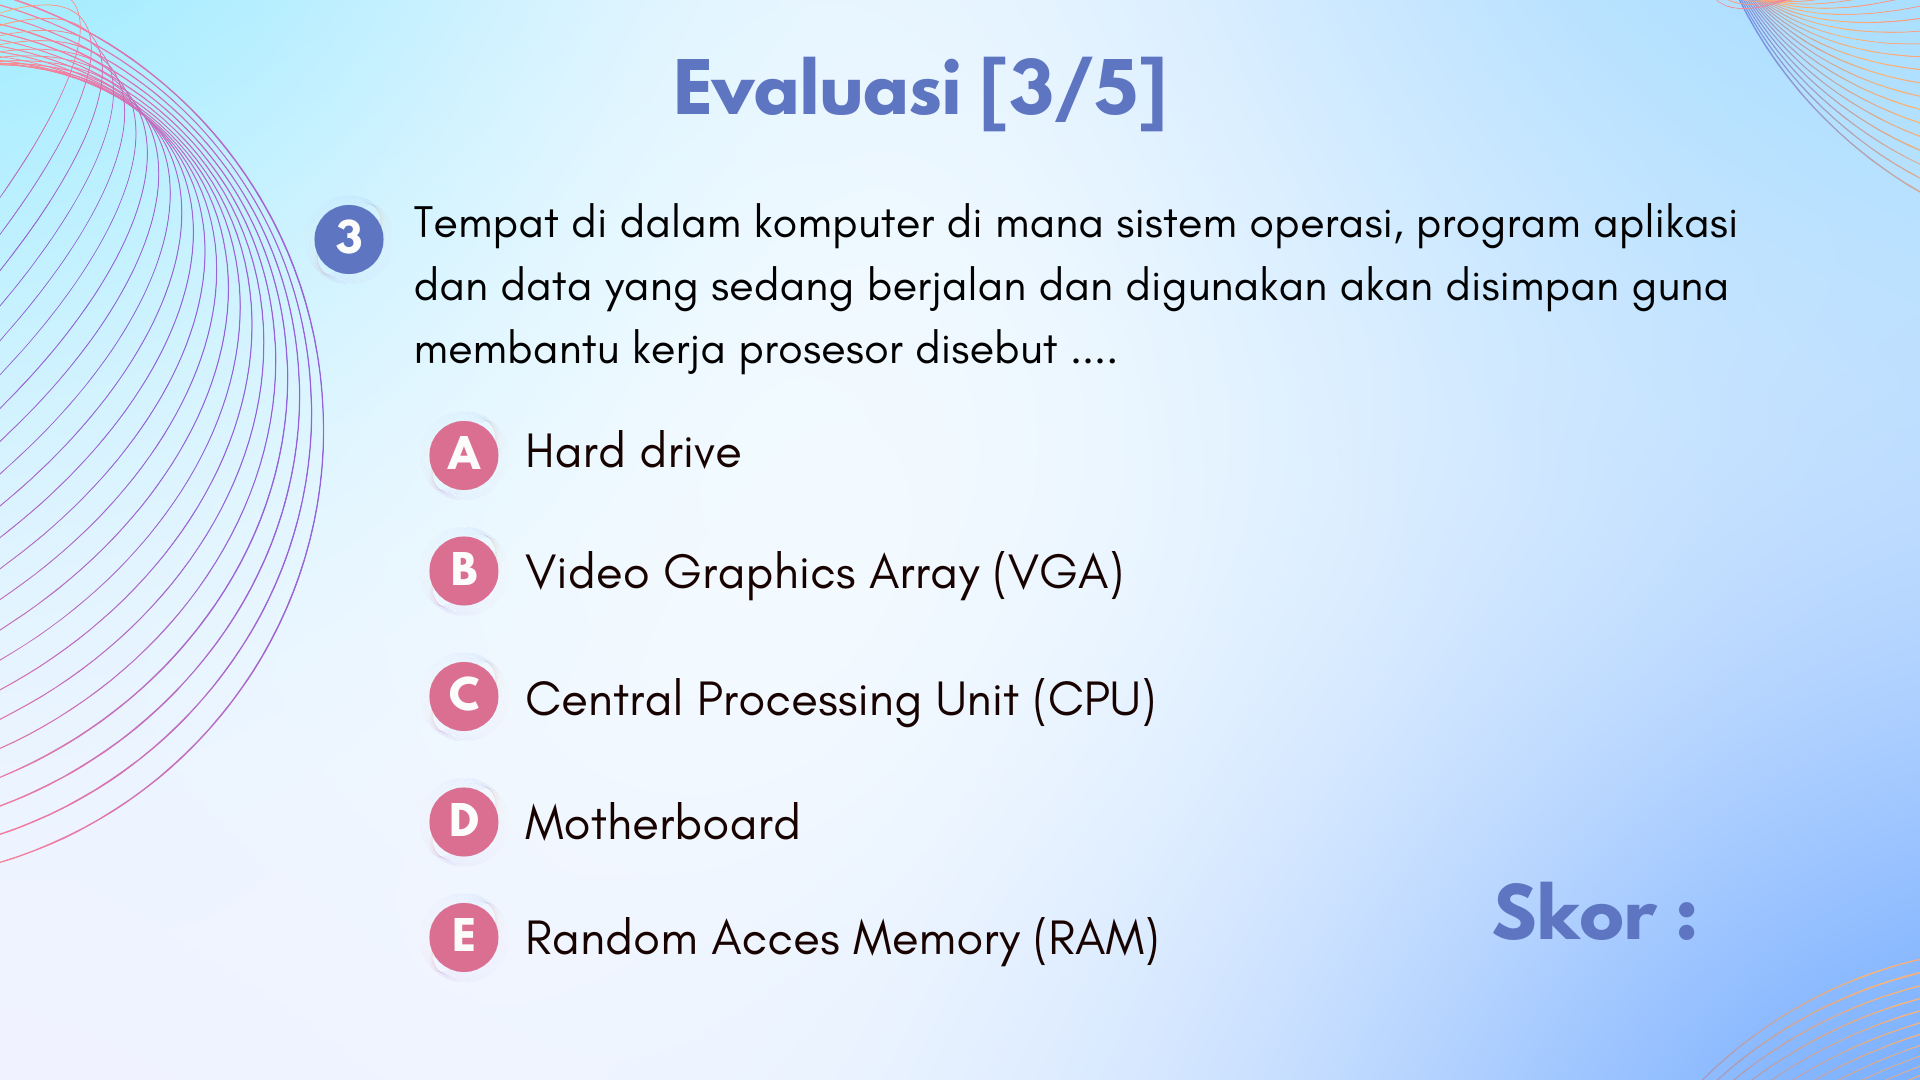 Evaluasi [3/5]
3
Tempat di dalam komputer di mana sistem operasi, program aplikasi
dan data yang sedang berjalan dan digunakan akan disimpan guna
membantu kerja prosesor disebut ....
A Hard drive
B Video Graphics Array (VGA)
C Central Processing Unit (CPU)
D Motherboard
E Random Acces Memory (RAM)
Skor :